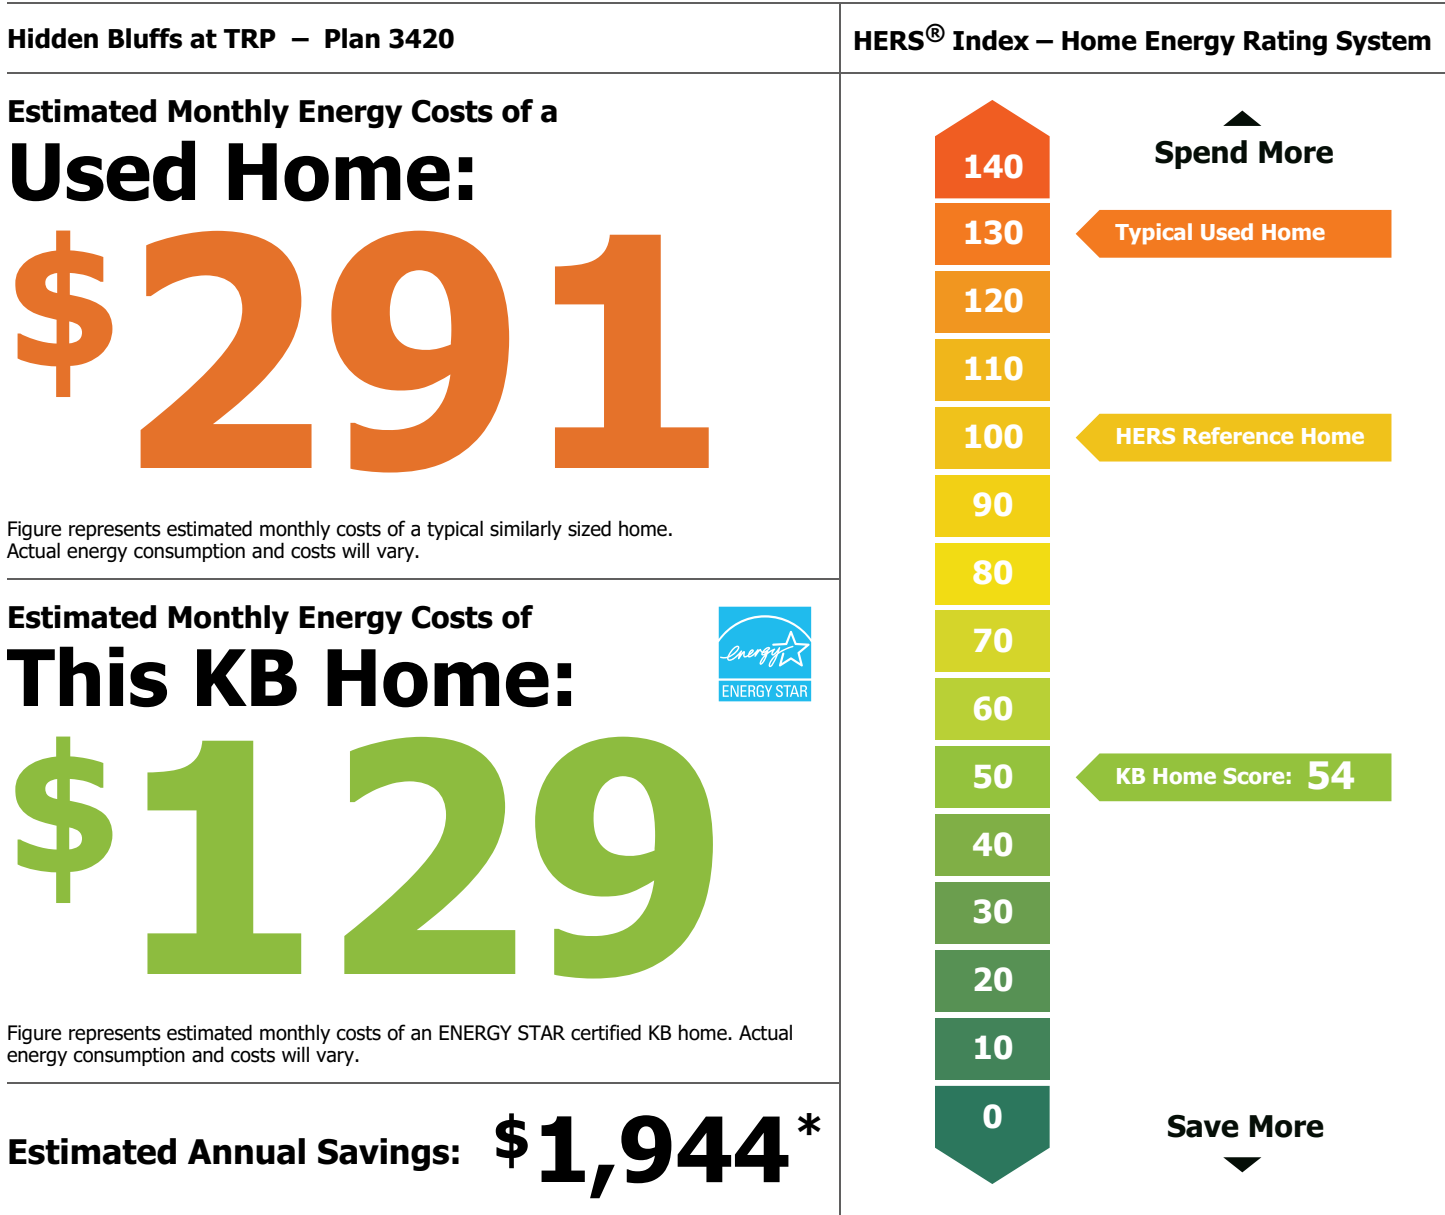 Hidden Bluffs at TRP – Plan 3420
Estimated Monthly Energy Costs of a
Used Home:
$291
Figure represents estimated monthly costs of a typical similarly sized home.
Actual energy consumption and costs will vary.
Estimated Monthly Energy Costs of
This KB Home:
energy
ENERGY STAR
$129
Figure represents estimated monthly costs of an ENERGY STAR certified KB home. Actual
energy consumption and costs will vary.
Estimated Annual Savings: $1,944*
HERS® Index – Home Energy Rating System
Spend More
140
130
Typical Used Home
120
110
100
HERS Reference Home
90
80
70
60
50
KB Home Score: 54
40
30
20
10
0
Save More